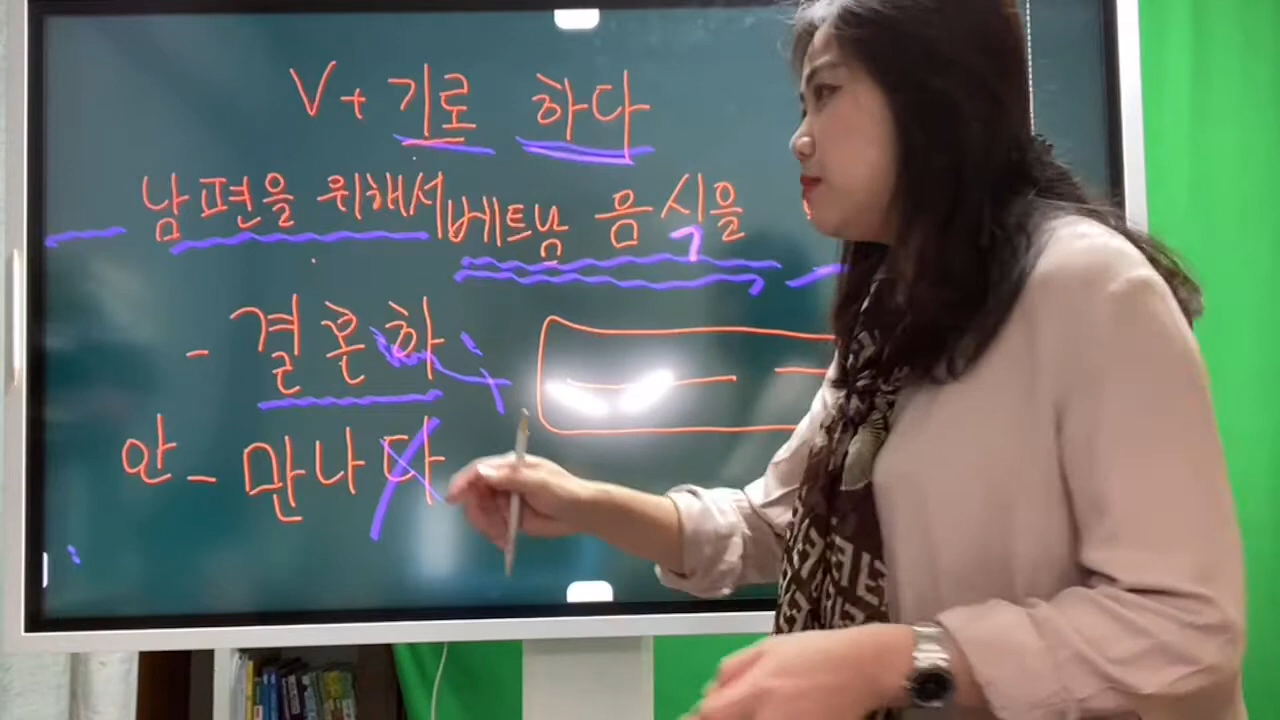 V + 기로 하다
남편을 위해서 베트남 음식을
- 결혼하
안 - 만나다